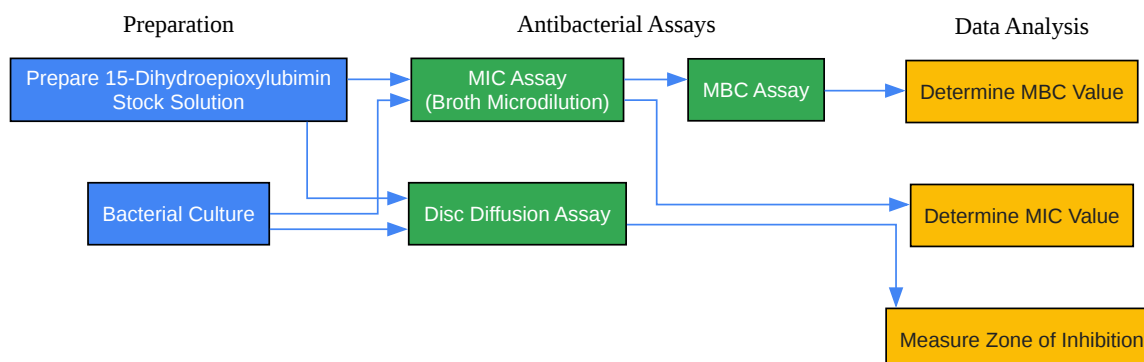 Preparation
Antibacterial Assays
Data Analysis
Prepare 15-Dihydroepoxylubimin
Stock Solution
MIC Assay
(Broth Microdilution)
MBC Assay
Determine MBC Value
Bacterial Culture
Disc Diffusion Assay
Determine MIC Value
Measure Zone of Inhibition